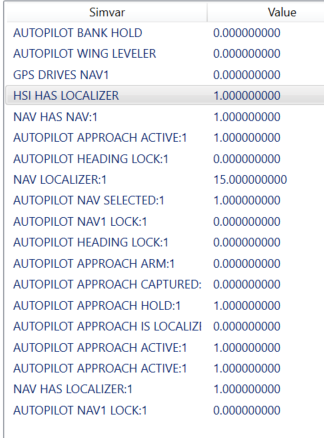 Simvar Value
AUTOPILOT BANK HOLD 0.000000000
AUTOPILOT WING LEVELER 0.000000000
GPS DRIVES NAV1 0.000000000
HSI HAS LOCALIZER 1.000000000
NAV HAS NAV:1 1.000000000
AUTOPILOT APPROACH ACTIVE:1 1.000000000
AUTOPILOT HEADING LOCK:1 0.000000000
NAV LOCALIZER:1 15.000000000
AUTOPILOT NAV SELECTED:1 1.000000000
AUTOPILOT NAV1 LOCK:1 0.000000000
AUTOPILOT HEADING LOCK:1 0.000000000
AUTOPILOT APPROACH ARM:1 0.000000000
AUTOPILOT APPROACH CAPTURED: 0.000000000
AUTOPILOT APPROACH HOLD:1 1.000000000
AUTOPILOT APPROACH IS LOCALIZI 0.000000000
AUTOPILOT APPROACH ACTIVE:1 1.000000000
AUTOPILOT APPROACH ACTIVE:1 1.000000000
NAV HAS LOCALIZER:1 1.000000000
AUTOPILOT NAV1 LOCK:1 0.000000000